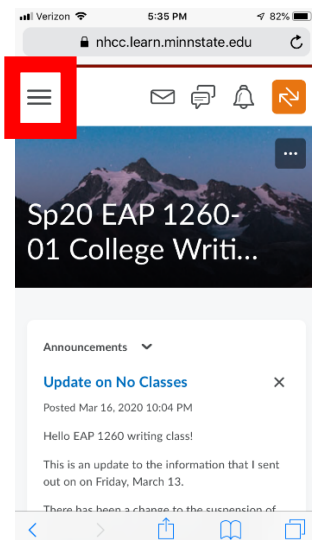 Verizon 5:35 PM 82%
nhcc.learn.minnstate.edu
Sp20 EAP 1260-
01 College Writi...
Announcements
Update on No Classes
Posted Mar 16, 2020 10:04 PM
Hello EAP 1260 writing class!
This is an update to the information that I sent
out on on Friday, March 13.
There has been a change to the suspension of